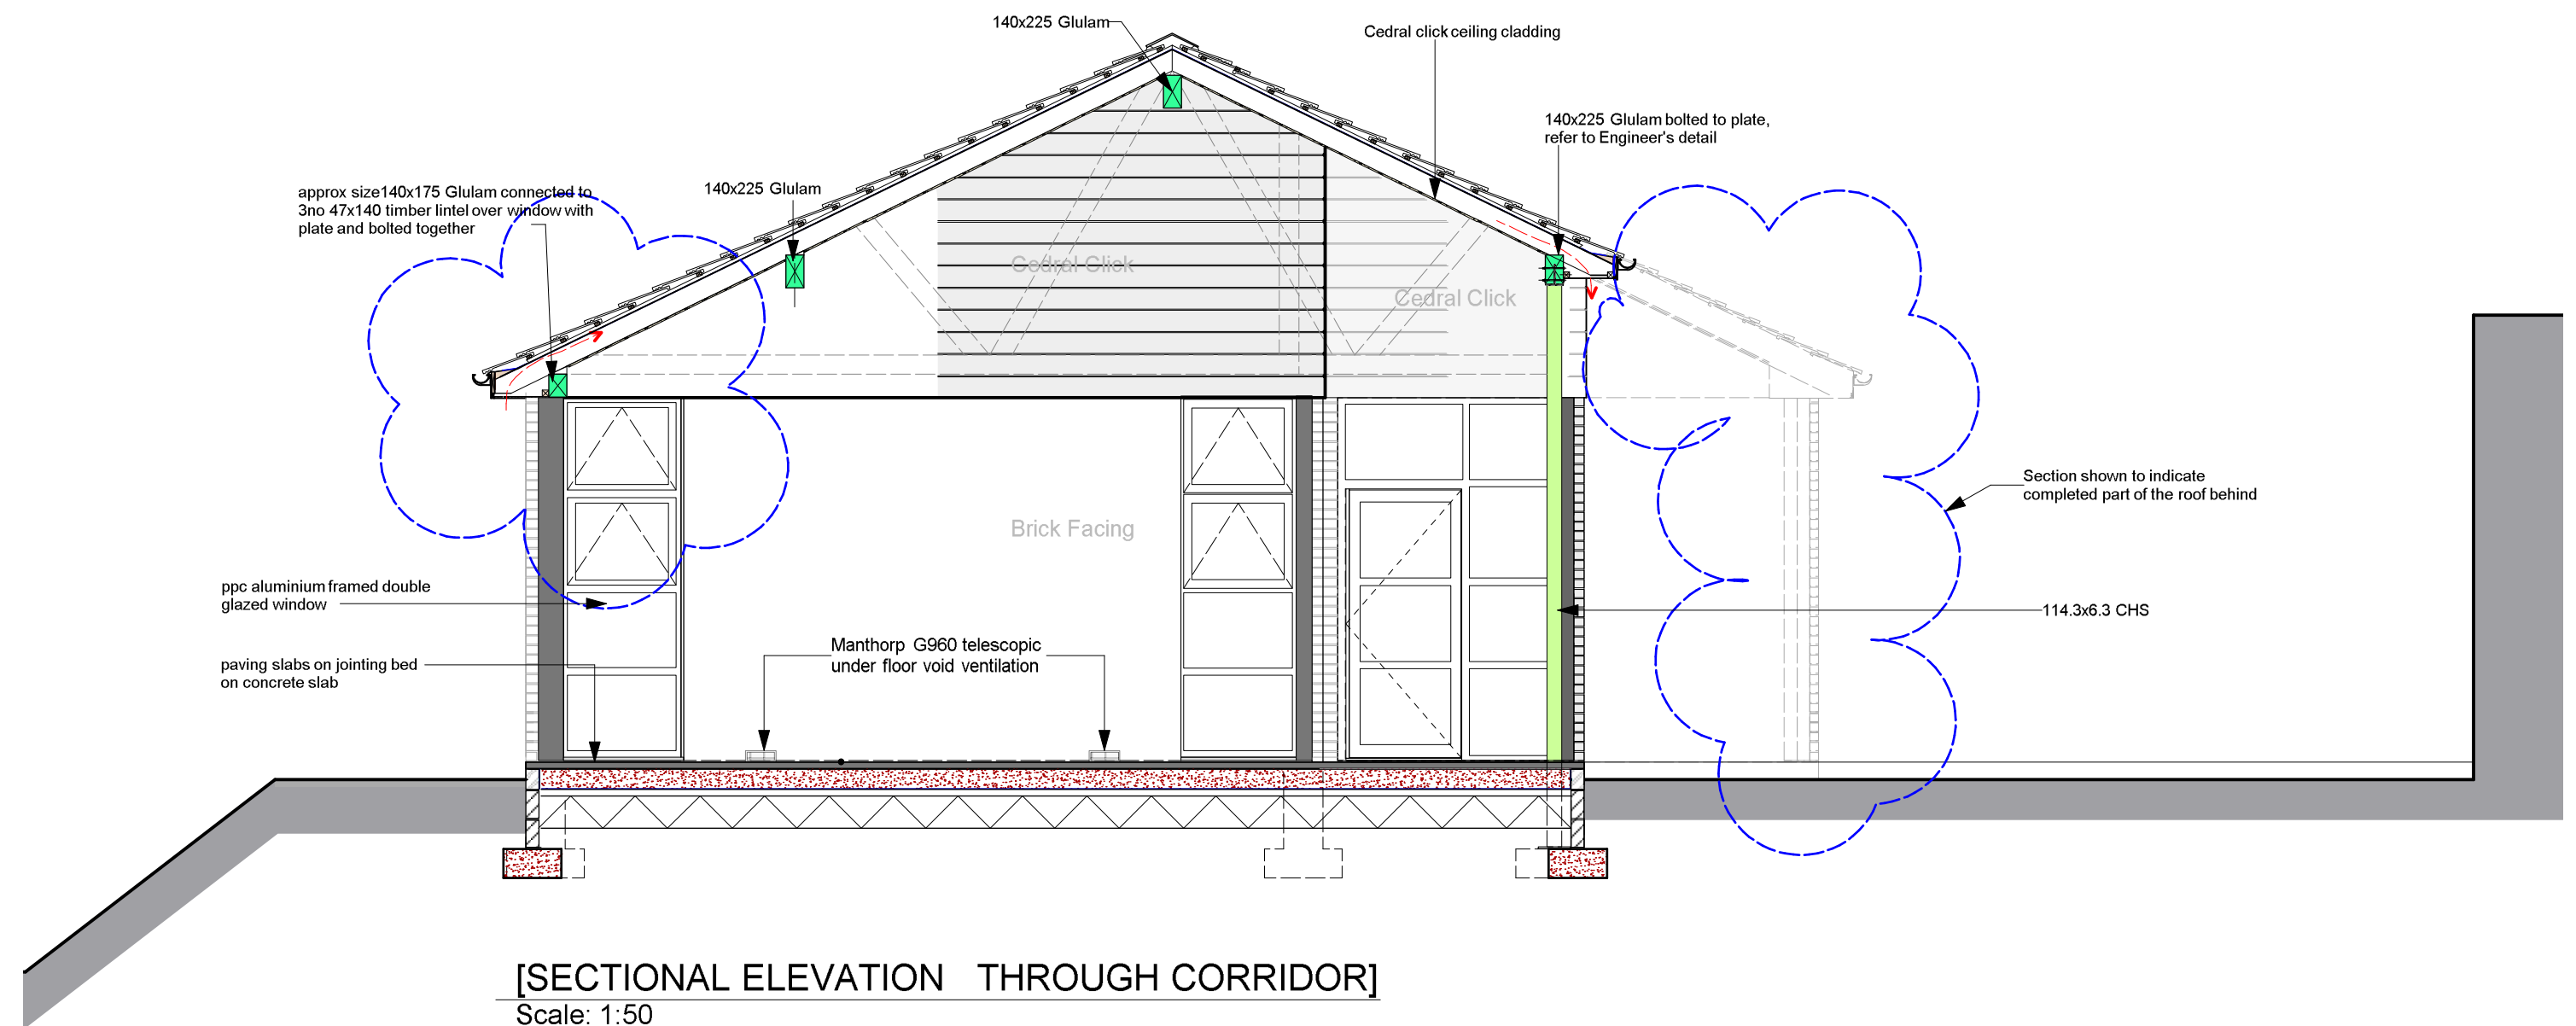 140x225 Glulam
Cedral click ceiling cladding
140x225 Glulam bolted to plate,
refer to Engineer's detail
approx size140x175 Glulam connected to
3no 47x140 timber lintel over window with
plate and bolted together
140x225 Glulam
Cedral Click
Cedral Click
Section shown to indicate
completed part of the roof behind
Brick Facing
ppc aluminium framed double
glazed window
114.3x6.3 CHS
Manthorp G960 telescopic
under floor void ventilation
paving slabs on jointing bed
on concrete slab
[SECTIONAL ELEVATION THROUGH CORRIDOR]
Scale: 1:50